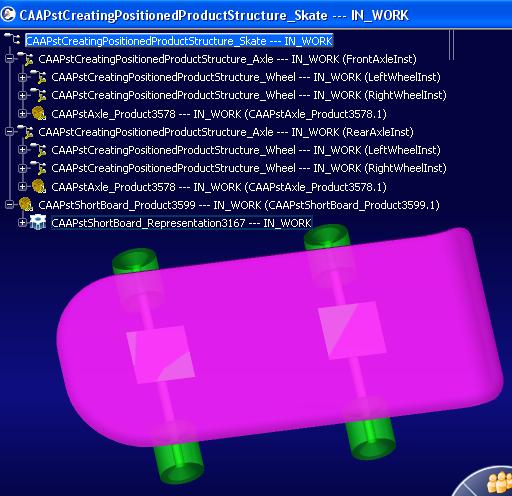 CAAPstCreatingPositionedProductStructure_Skate --- IN_WORK
CAAPstCreatingPositionedProductStructure_Skate --- IN_WORK
CAAPstCreatingPositionedProductStructure_Axle --- IN_WORK (FrontAxleInst)
CAAPstCreatingPositionedProductStructure_Wheel --- IN_WORK (LeftWheelInst)
CAAPstCreatingPositionedProductStructure_Wheel --- IN_WORK (RightWheelInst)
CAAPstAxle_Product3578 --- IN_WORK (CAAPstAxle_Product3578.1)
CAAPstCreatingPositionedProductStructure_Axle --- IN_WORK (RearAxleInst)
CAAPstCreatingPositionedProductStructure_Wheel --- IN_WORK (LeftWheelInst)
CAAPstCreatingPositionedProductStructure_Wheel --- IN_WORK (RightWheelInst)
CAAPstAxle_Product3578 --- IN_WORK (CAAPstAxle_Product3578.1)
CAAPstShortBoard_Product3599 --- IN_WORK (CAAPstShortBoard_Product3599.1)
CAAPstShortBoard_Representation3167 --- IN_WORK